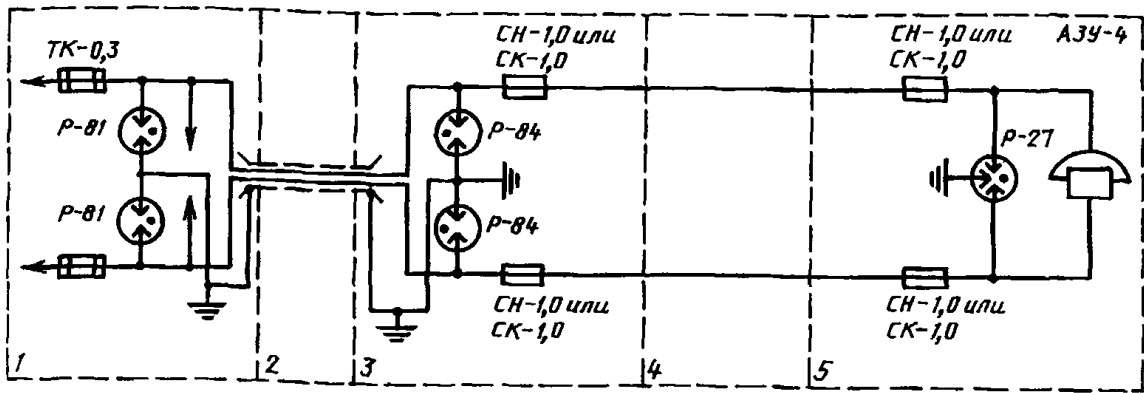 ТК-0,3
Р-81
Р-81
1
2
СН-1,0 или
СК-1,0
Р-84
Р-84
СН-1,0 или
СК-1,0
3
4
СН-1,0 или
СК-1,0
АЗУ-4
Р-27
СН-1,0 или
СК-1,0
5